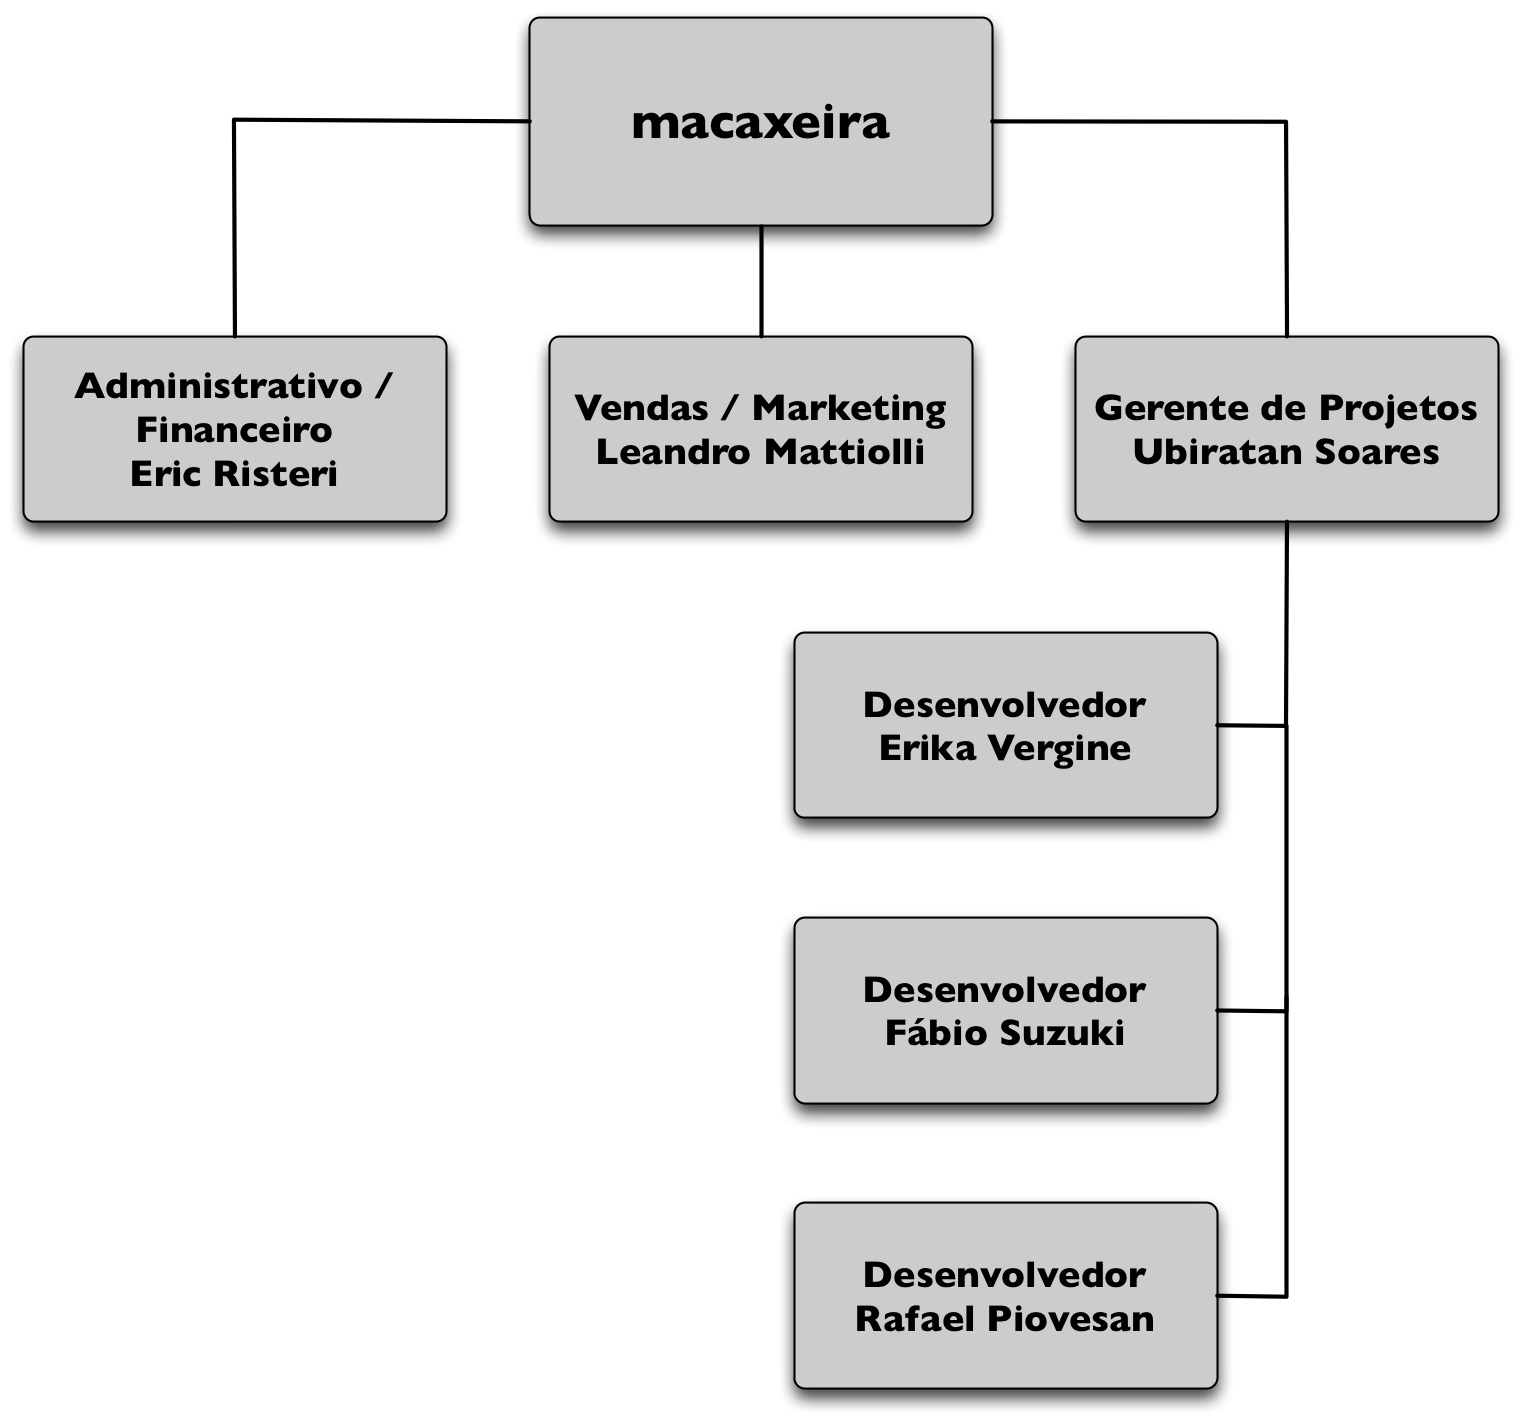 macaxeira
Administrativo /
Financeiro
Eric Risteri
Vendas / Marketing
Leandro Mattiolli
Gerente de Projetos
Ubiratan Soares
Desenvolvedor
Erika Vergine
Desenvolvedor
Fábio Suzuki
Desenvolvedor
Rafael Piovesan